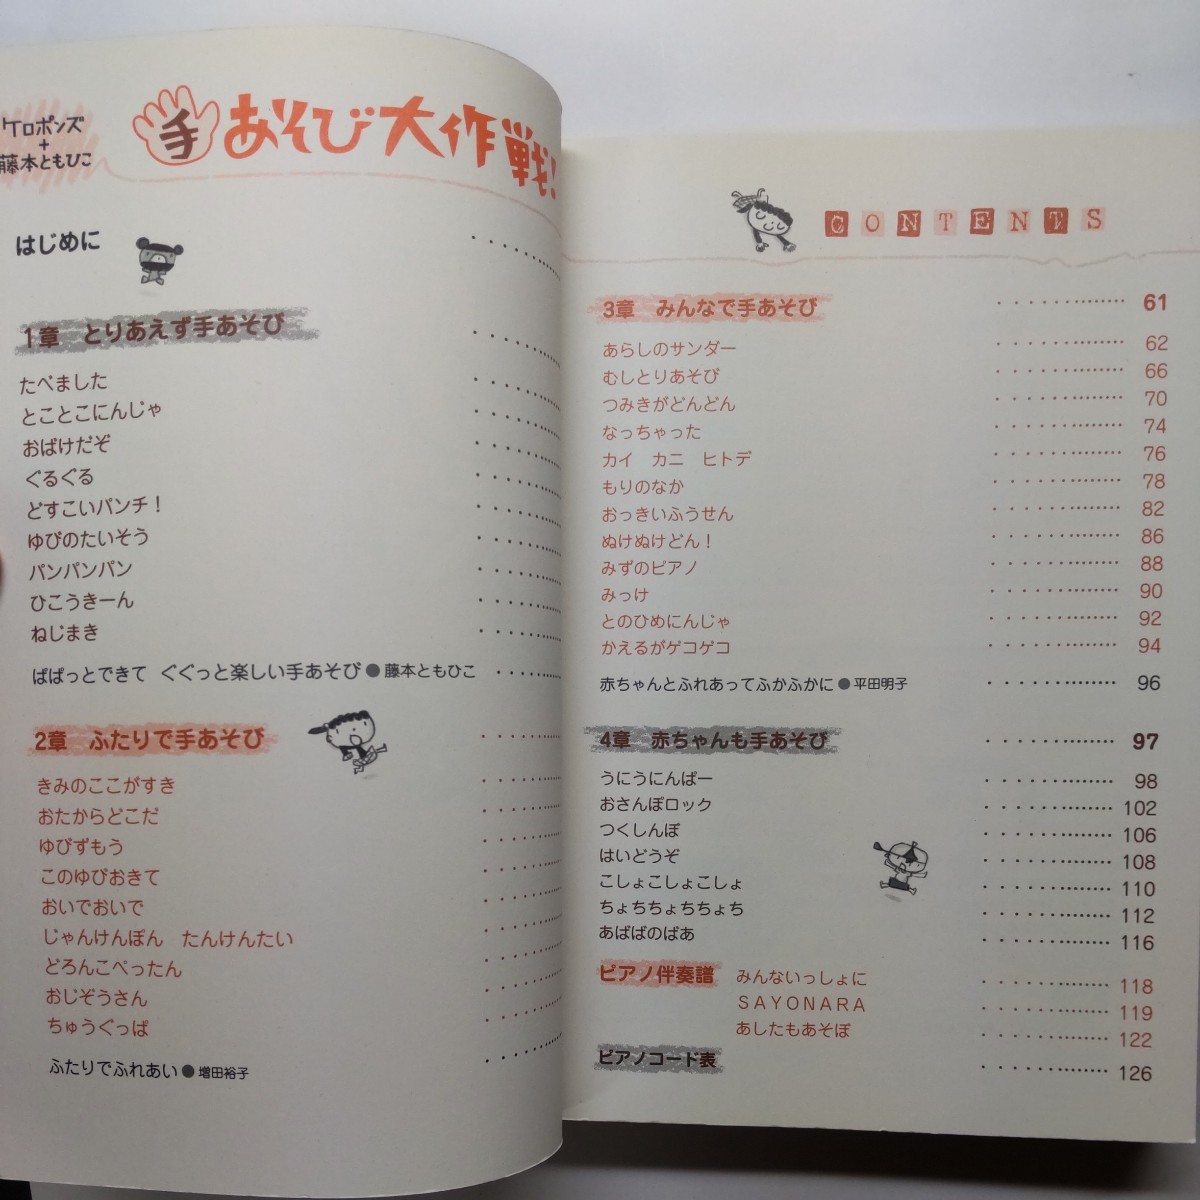 ケロポンズ
+
藤本ともひこ
手あそび大作戦!
はじめに
1章 とりあえず手あそび
たべました
とことこにんじゃ
おばけだぞ
ぐるぐる
どすこいパンチ!
ゆびのたいそう
パンパンパン
ひこうきーん
ねじまき
ぱぱっとできて ぐぐっと楽しい手あそび●藤本ともひこ
2章 ふたりで手あそび
きみのここがすき
おたからどこだ
ゆびずもう
このゆびおきて
おいでおいで
じゃんけんぽん たんけんたい
どろんこぺったん
おじぞうさん
ちゅうぐっぱ
ふたりでふれあい●増田裕子
CONTENTS
3章 みんなで手あそび 61
あらしのサンダー 62
むしとりあそび 66
つみきがどんどん 70
なっちゃった 74
カイ カニ ヒトデ 76
もりのなか 78
おっきいふうせん 82
ぬけぬけどん! 86
みずのピアノ 88
みっけ 90
とのひめにんじゃ 92
かえるがゲコゲコ 94
赤ちゃんとふれあってふかふかに●平田明子 96
4章 赤ちゃんも手あそび 97
うにうにんぱー 98
おさんぽロック 102
つくしんぼ 106
はいどうぞ 108
こしょこしょこしょ 110
ちょちちょちちょち 112
あばばのばあ 116
ピアノ伴奏譜 みんないっしょに 118
SAYONARA 119
あしたもあそぼ 122
ピアノコード表 126